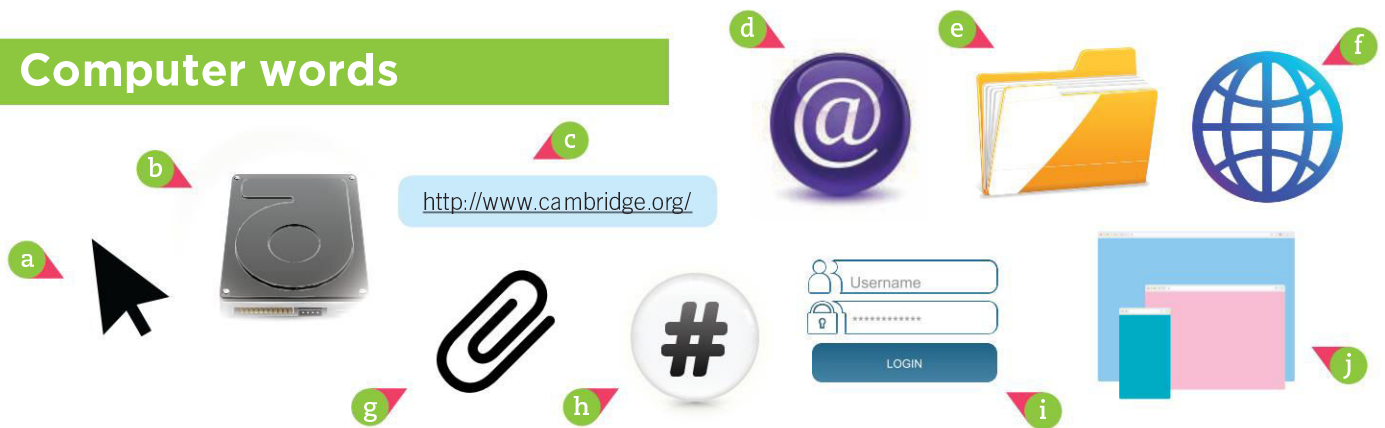 Computer words
a
b
c
http://www.cambridge.org/
d
@
e
f
g
h
#
Username
************
LOGIN
i
j